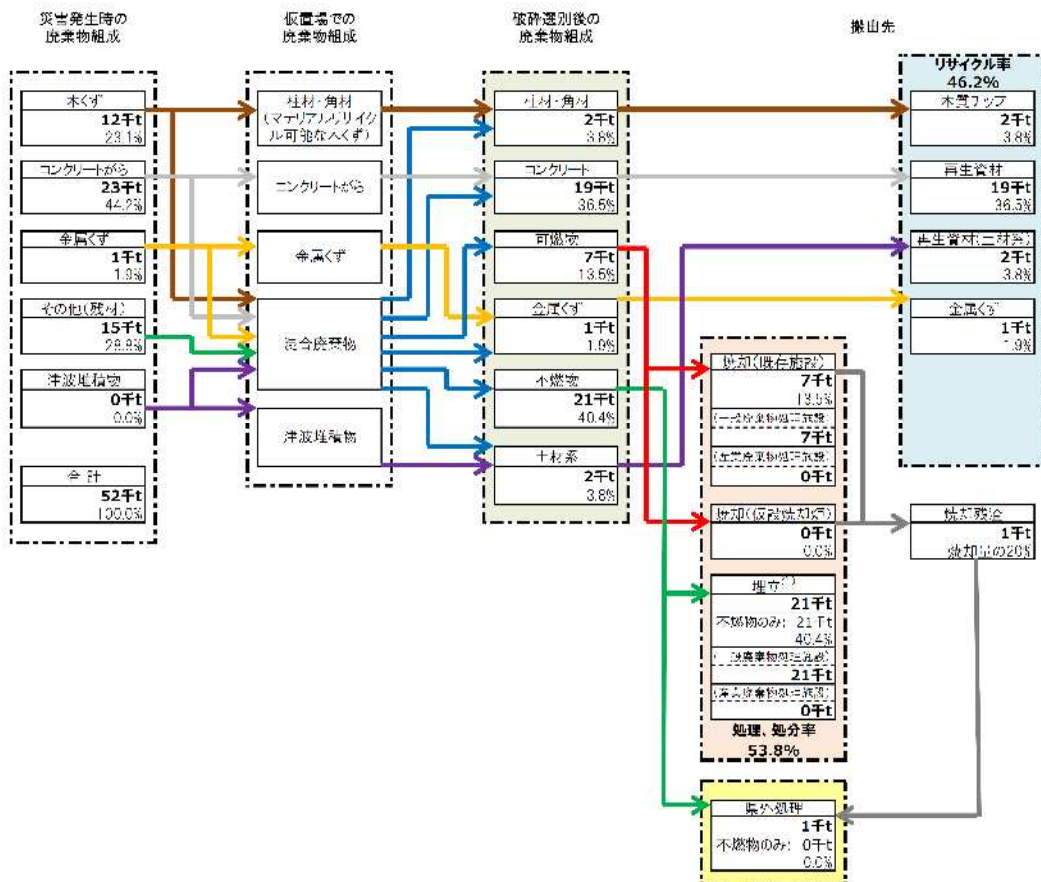 災害発生時の
廃棄物組成
仮置場での
廃棄物組成
破砕選別後の
廃棄物組成
搬出先
木くず
12千t
23.1%
コンクリートがら
23千t
44.2%
金属くず
1千t
1.9%
その他(残材)
15千t
28.8%
津波堆積物
0千t
0.0%
合計
52千t
100.0%
柱材・角材
(マテリアルリサイク
ル可能な木くず)
コンクリートがら
金属くず
混合廃棄物
津波堆積物
柱材・角材
2千t
3.8%
コンクリート
19千t
36.5%
可燃物
7千t
13.5%
金属くず
1千t
1.9%
不燃物
21千t
40.4%
土材系
2千t
3.8%
リサイクル率
46.2%
木質チップ
2千t
3.8%
再生資材
19千t
36.5%
再生資材(土材系)
2千t
3.8%
金属くず
1千t
1.9%
焼却(既存施設)
7千t
13.5%
(一般廃棄物処理施設)
7千t
(産業廃棄物処理施設)
0千t
焼却(仮設焼却炉)
0千t
0.0%
埋立
21千t
不燃物のみ: 21千t
40.4%
(一般廃棄物処理施設)
21千t
(産業廃棄物処理施設)
0千t
処理、処分率
53.8%
焼却残渣
1千t
焼却量の20%
県外処理
1千t
不燃物のみ: 0千t
0.0%